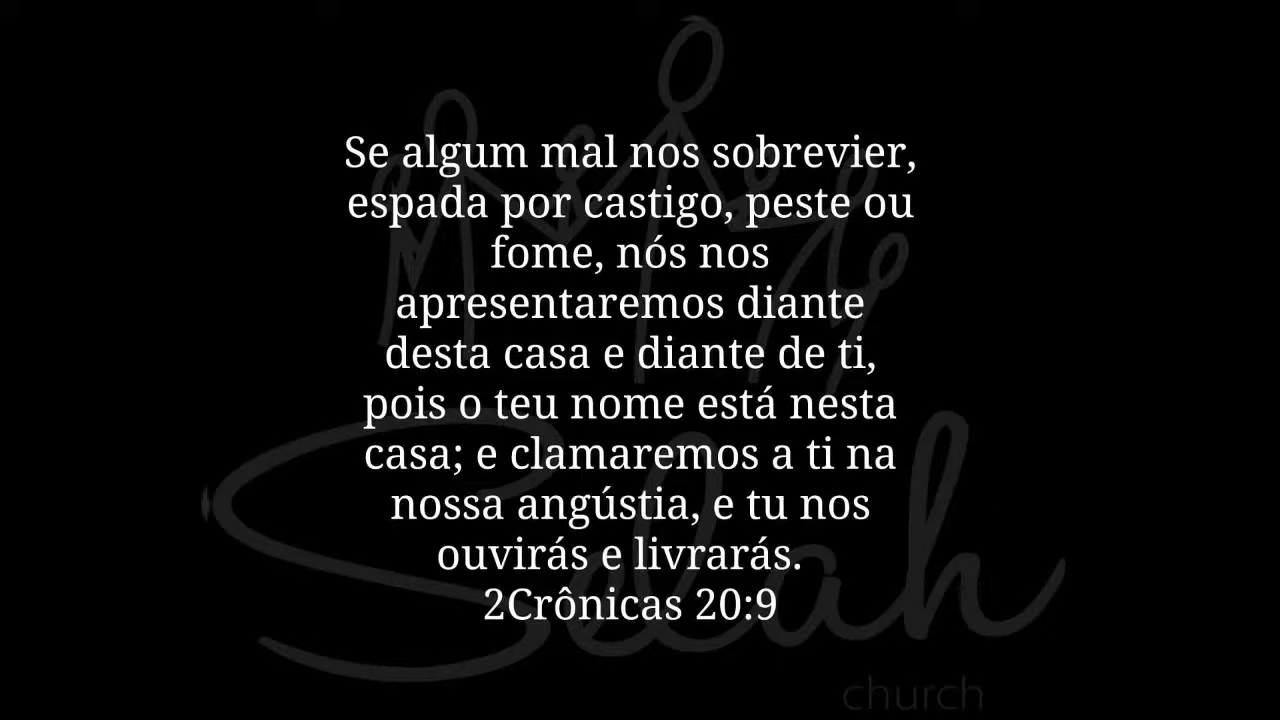 Se algum mal nos sobrevier,
espada por castigo, peste ou
fome, nós nos
apresentaremos diante
desta casa e diante de ti,
pois o teu nome está nesta
casa; e clamaremos a ti na
nossa angústia, e tu nos
ouvirás e livrarás.
2Crônicas 20:9
Selah
church